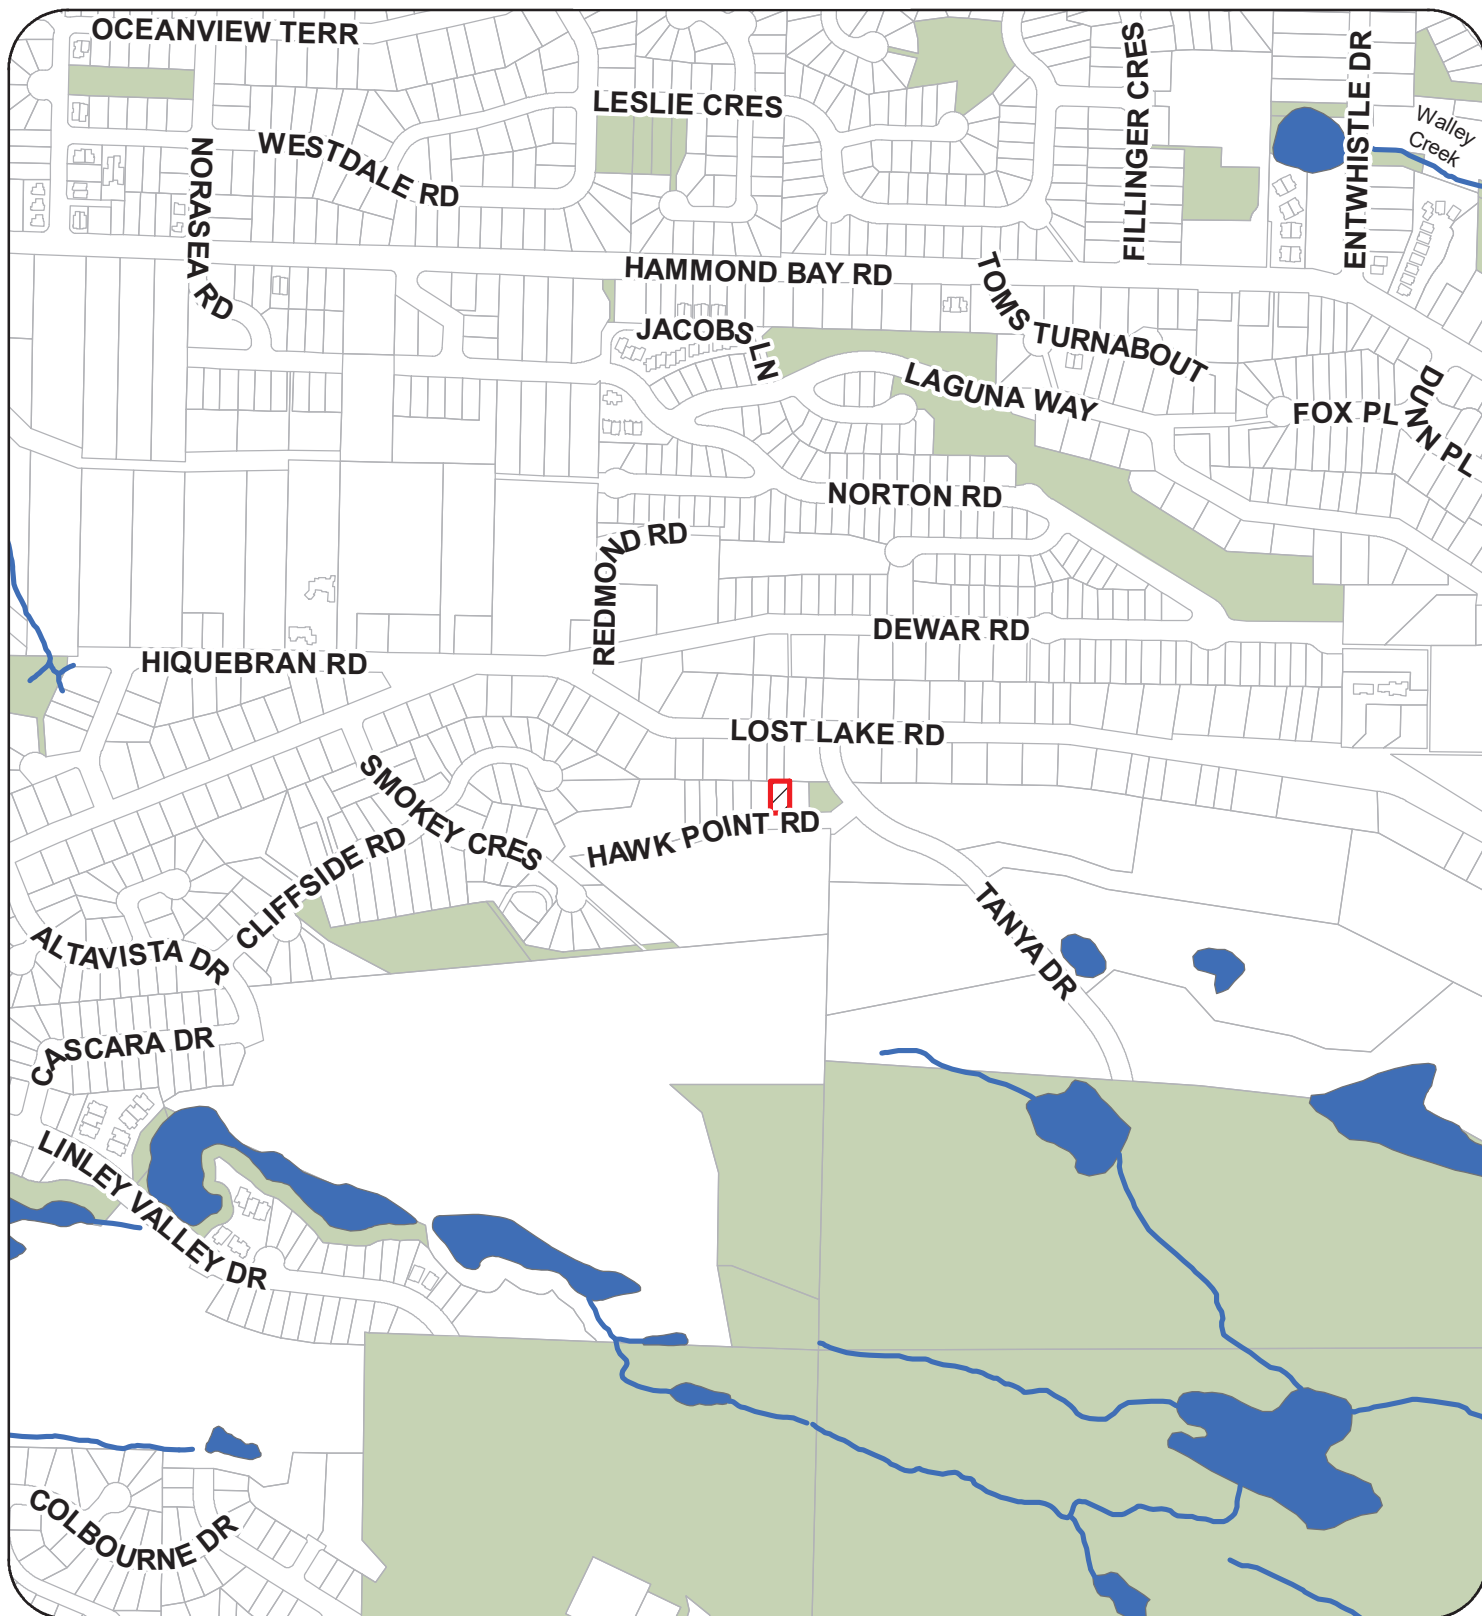 OCEANVIEW TERR
LESLIE CRES
FILLINGER CRES
ENTWHISTLE DR
Walley
Creek
WESTDALE RD
NORASEA RD
HAMMOND BAY RD
TOMS TURNABOUT
JACOBS LN
LAGUNA WAY
FOX PL
DUNN PL
NORTON RD
REDMOND RD
DEWAR RD
HIQUEBRAN RD
LOST LAKE RD
SMOKEY CRES
HAWK POINT RD
CLIFFSIDE RD
TANYA DR
ALTAVISTA DR
CASCARA DR
LINLEY VALLEY DR
COLBOURNE DR